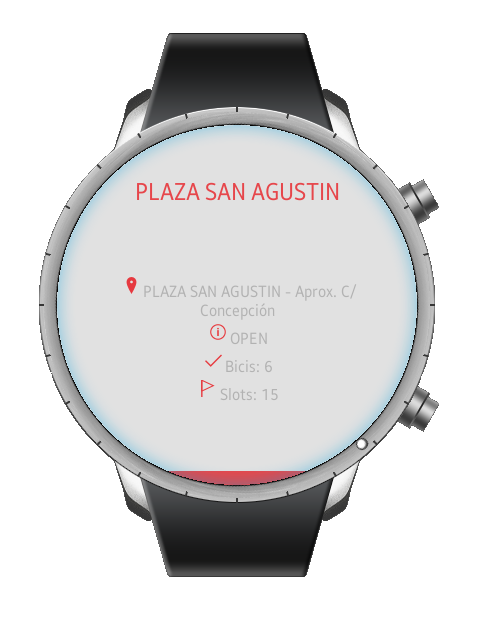 PLAZA SAN AGUSTIN
PLAZA SAN AGUSTIN - Aprox. C/
Concepción
OPEN
Bicis: 6
Slots: 15